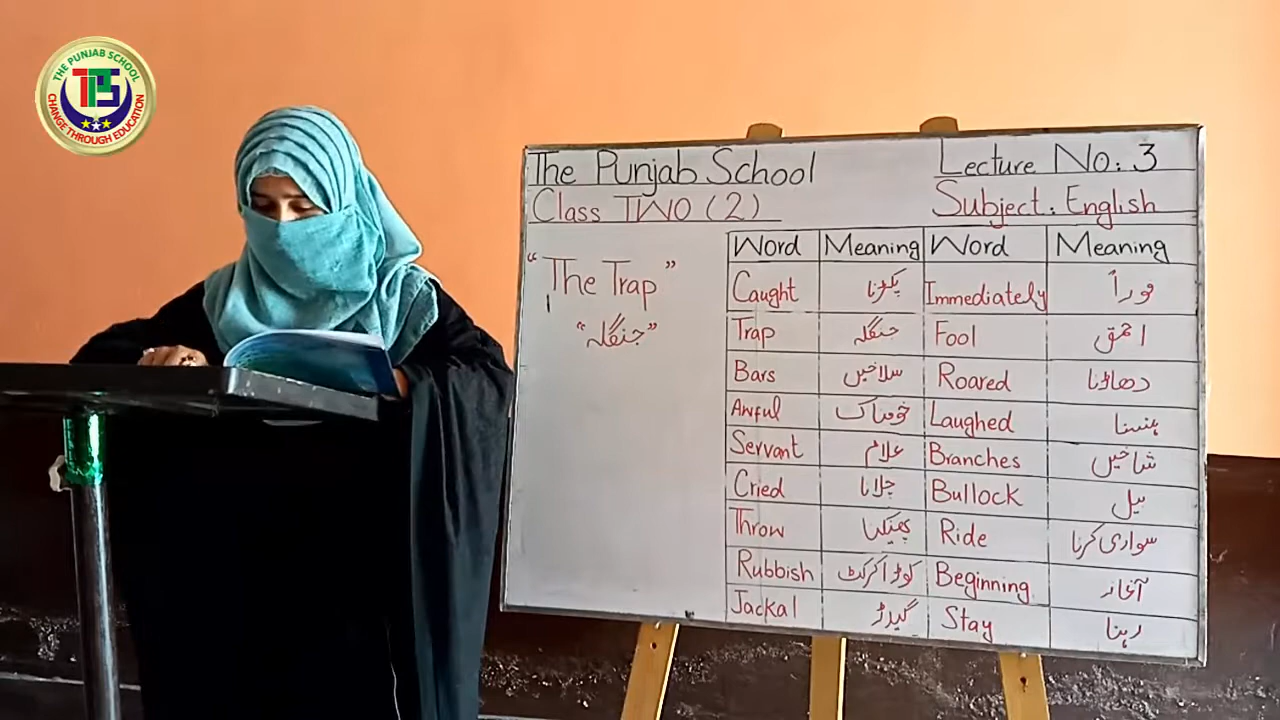 THE PUNJAB SCHOOL
TPS
CHANGE THROUGH EDUCATION
The Punjab School
Lecture No: 3
Class TWO (2)
Subject: English
"The Trap"
"جنگلہ"
Word Meaning Word Meaning
Caught پکڑنا Immediately فوراً
Trap جنگلہ Fool احمق
Bars سلاخیں Roared دھاڑنا
Awful خوفناک Laughed ہنسنا
Servant غلام Branches شاخیں
Cried چلانا Bullock بیل
Throw پھینکنا Ride سواری کرنا
Rubbish کوڑا کرکٹ Beginning آغاز
Jackal گیدڑ Stay رہنا